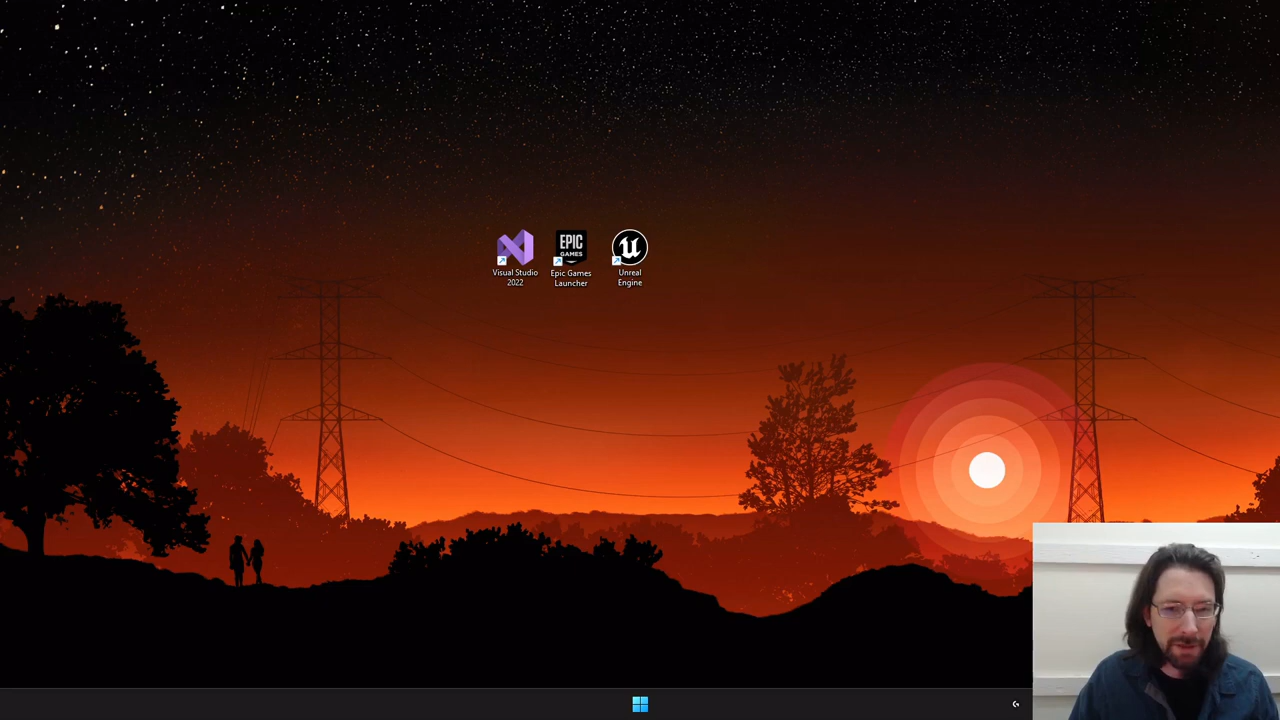 Visual Studio
2022
EPIC
GAMES
Epic Games
Launcher
Unreal
Engine